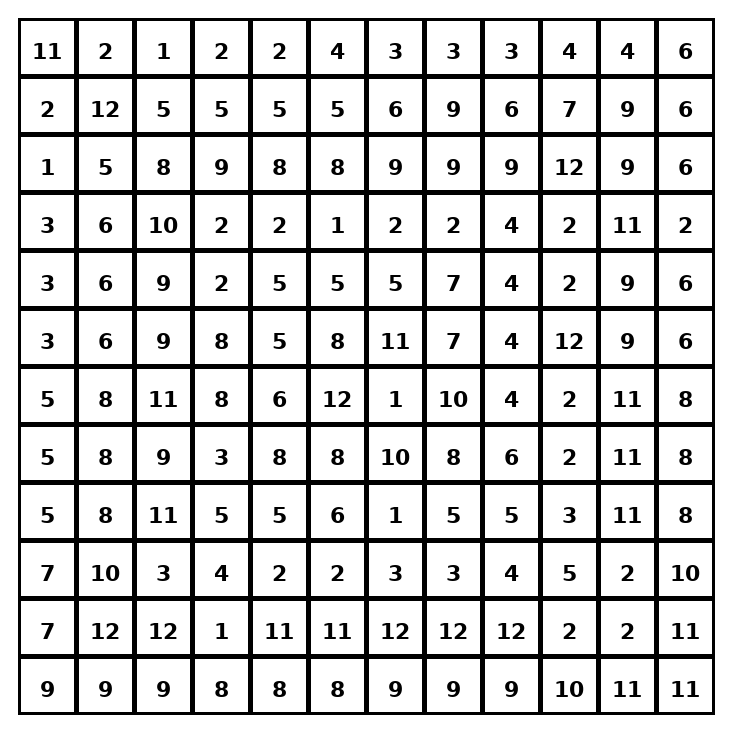 11 2 1 2 2 4 3 3 3 4 4 6
2 12 5 5 5 5 6 9 6 7 9 6
1 5 8 9 8 8 9 9 9 12 9 6
3 6 10 2 2 1 2 2 4 2 11 2
3 6 9 2 5 5 5 7 4 2 9 6
3 6 9 8 5 8 11 7 4 12 9 6
5 8 11 8 6 12 1 10 4 2 11 8
5 8 9 3 8 8 10 8 6 2 11 8
5 8 11 5 5 6 1 5 5 3 11 8
7 10 3 4 2 2 3 3 4 5 2 10
7 12 12 1 11 11 12 12 12 2 2 11
9 9 9 8 8 8 9 9 9 10 11 11